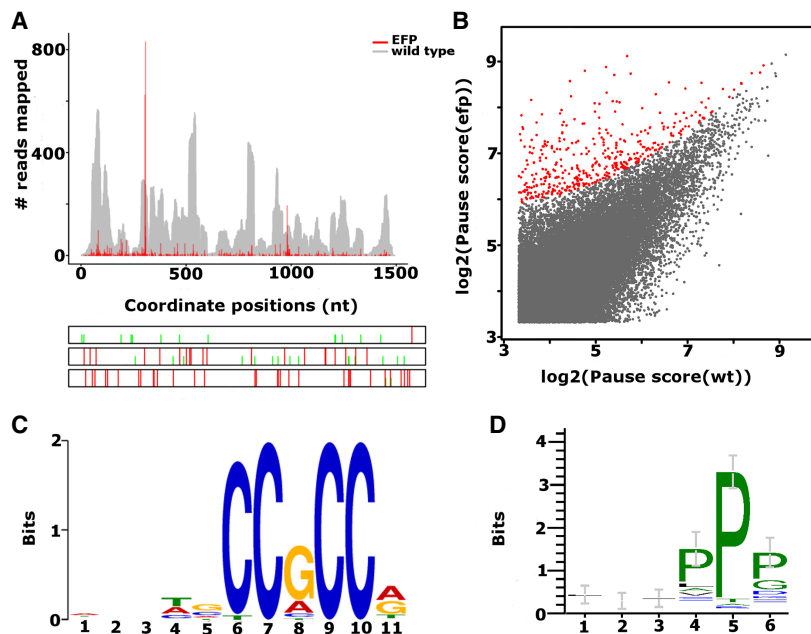 A
EFP
wild type
800
400
0
# reads mapped
0 500 1000 1500
Coordinate positions (nt)
B
9
7
5
3
log2(Pause score(efp))
3 5 7 9
log2(Pause score(wt))
C
2
1
0
Bits
T A C
G C T
C T
C
G A C T
C
C
A G T
1 2 3 4 5 6 7 8 9 10 11
D
4
3
2
1
0
Bits
P
P
P G
1 2 3 4 5 6